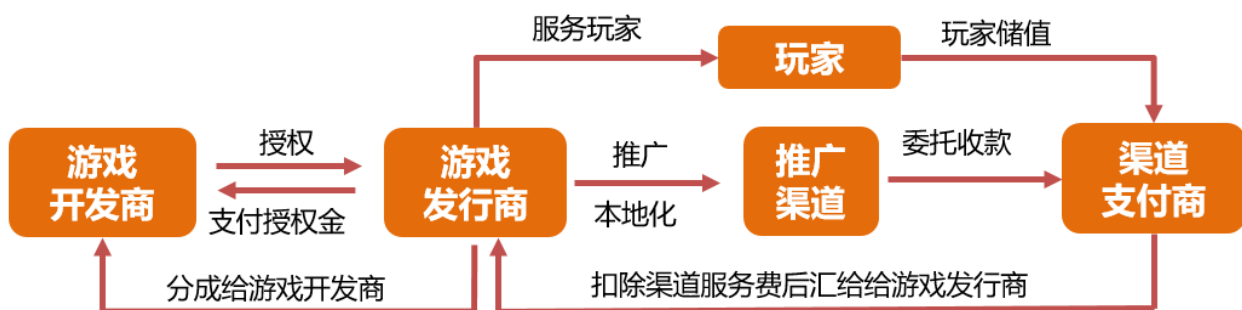 服务玩家
玩家
玩家储值
游戏
开发商
授权
支付授权金
游戏
发行商
推广
本地化
推广
渠道
委托收款
渠道
支付商
分成给游戏开发商
扣除渠道服务费后汇给给游戏发行商